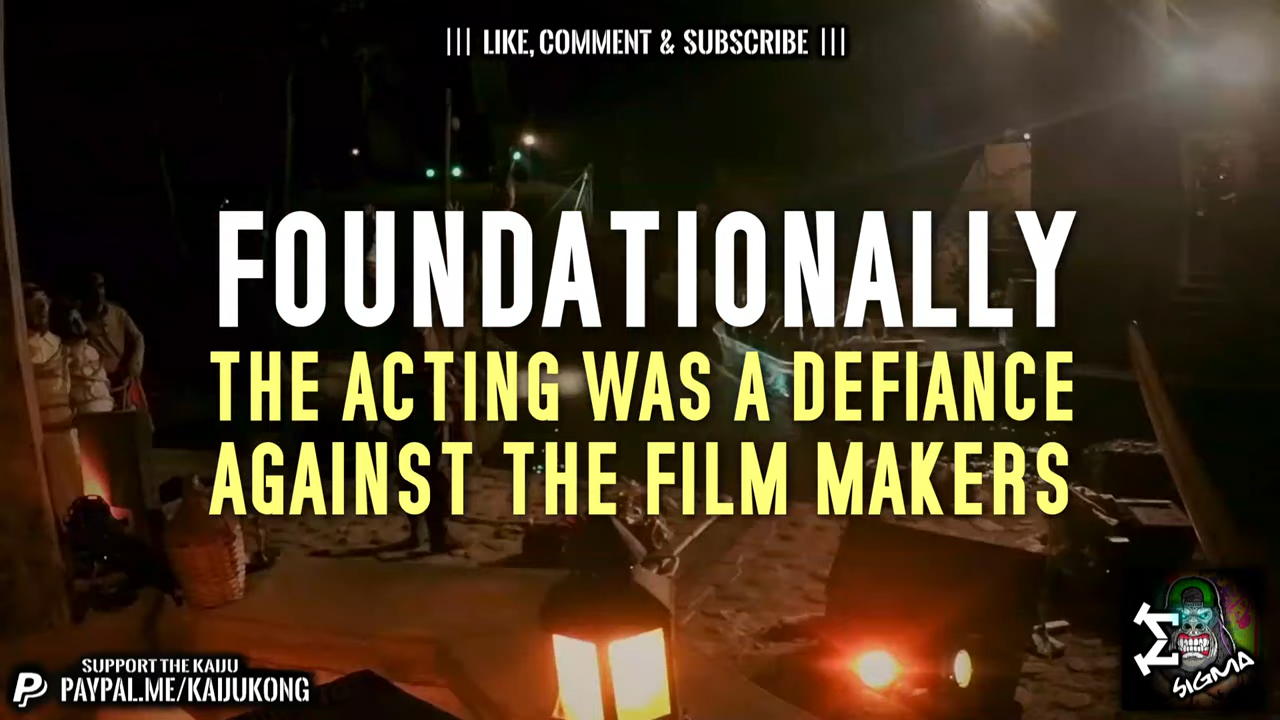 ||| LIKE, COMMENT & SUBSCRIBE |||
FOUNDATIONALLY
THE ACTING WAS A DEFIANCE
AGAINST THE FILM MAKERS
SUPPORT THE KAIJU
PAYPAL.ME/KAIJUKONG
Σ
SIGMA